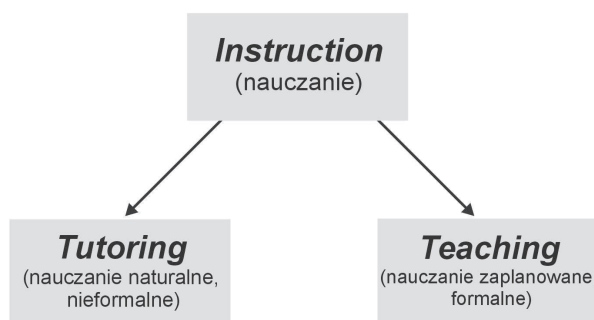 Instruction
(nauczanie)
Tutoring
(nauczanie naturalne,
nieformalne)
Teaching
(nauczanie zaplanowane
formalne)